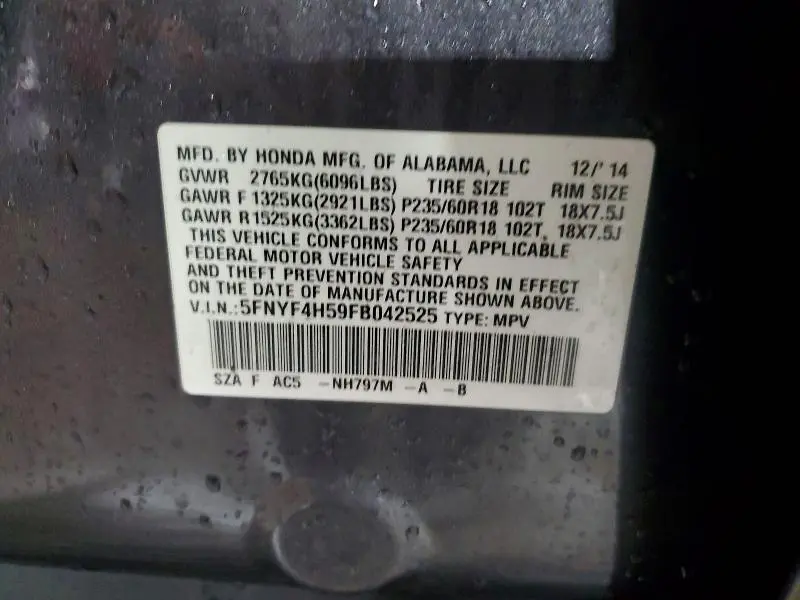 MFD. BY HONDA MFG. OF ALABAMA, LLC 12/' 14
GVWR 2765KG(6096LBS) TIRE SIZE RIM SIZE
GAWR F 1325KG(2921LBS) P235/60R18 102T 18X7.5J
GAWR R1525KG(3362LBS) P235/60R18 102T, 18X7.5J
THIS VEHICLE CONFORMS TO ALL APPLICABLE
FEDERAL MOTOR VEHICLE SAFETY
AND THEFT PREVENTION STANDARDS IN EFFECT
ON THE DATE OF MANUFACTURE SHOWN ABOVE.
V.I.N.:5FNYF4H59FB042525 TYPE: MPV
SZA F AC5 -NH797M -A -B